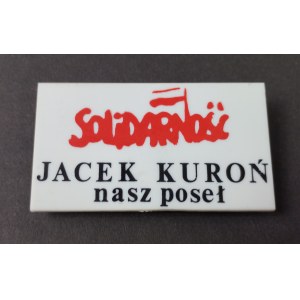 SOLIDARNOŚĆ
JACEK KUROŃ
nasz poseł